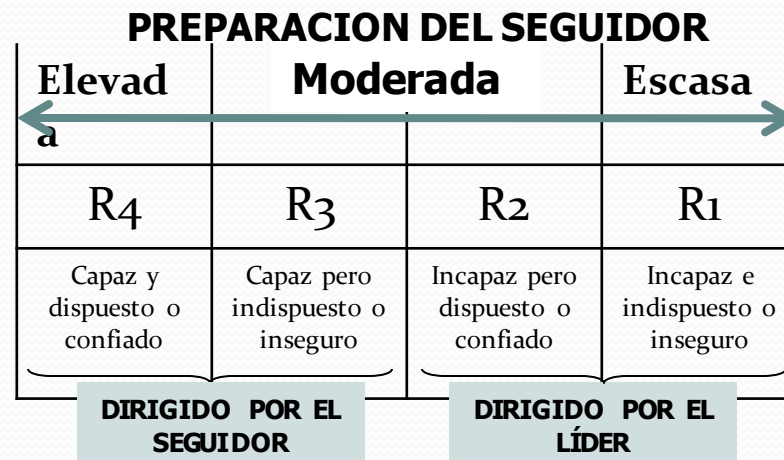 PREPARACION DEL SEGUIDOR
Elevad
a
Moderada
Escasa
R4
R3
R2
R1
Capaz y
dispuesto o
confiado
Capaz pero
indispuesto o
inseguro
Incapaz pero
dispuesto o
confiado
Incapaz e
indispuesto o
inseguro
DIRIGIDO POR EL
SEGUIDOR
DIRIGIDO POR EL
LÍDER